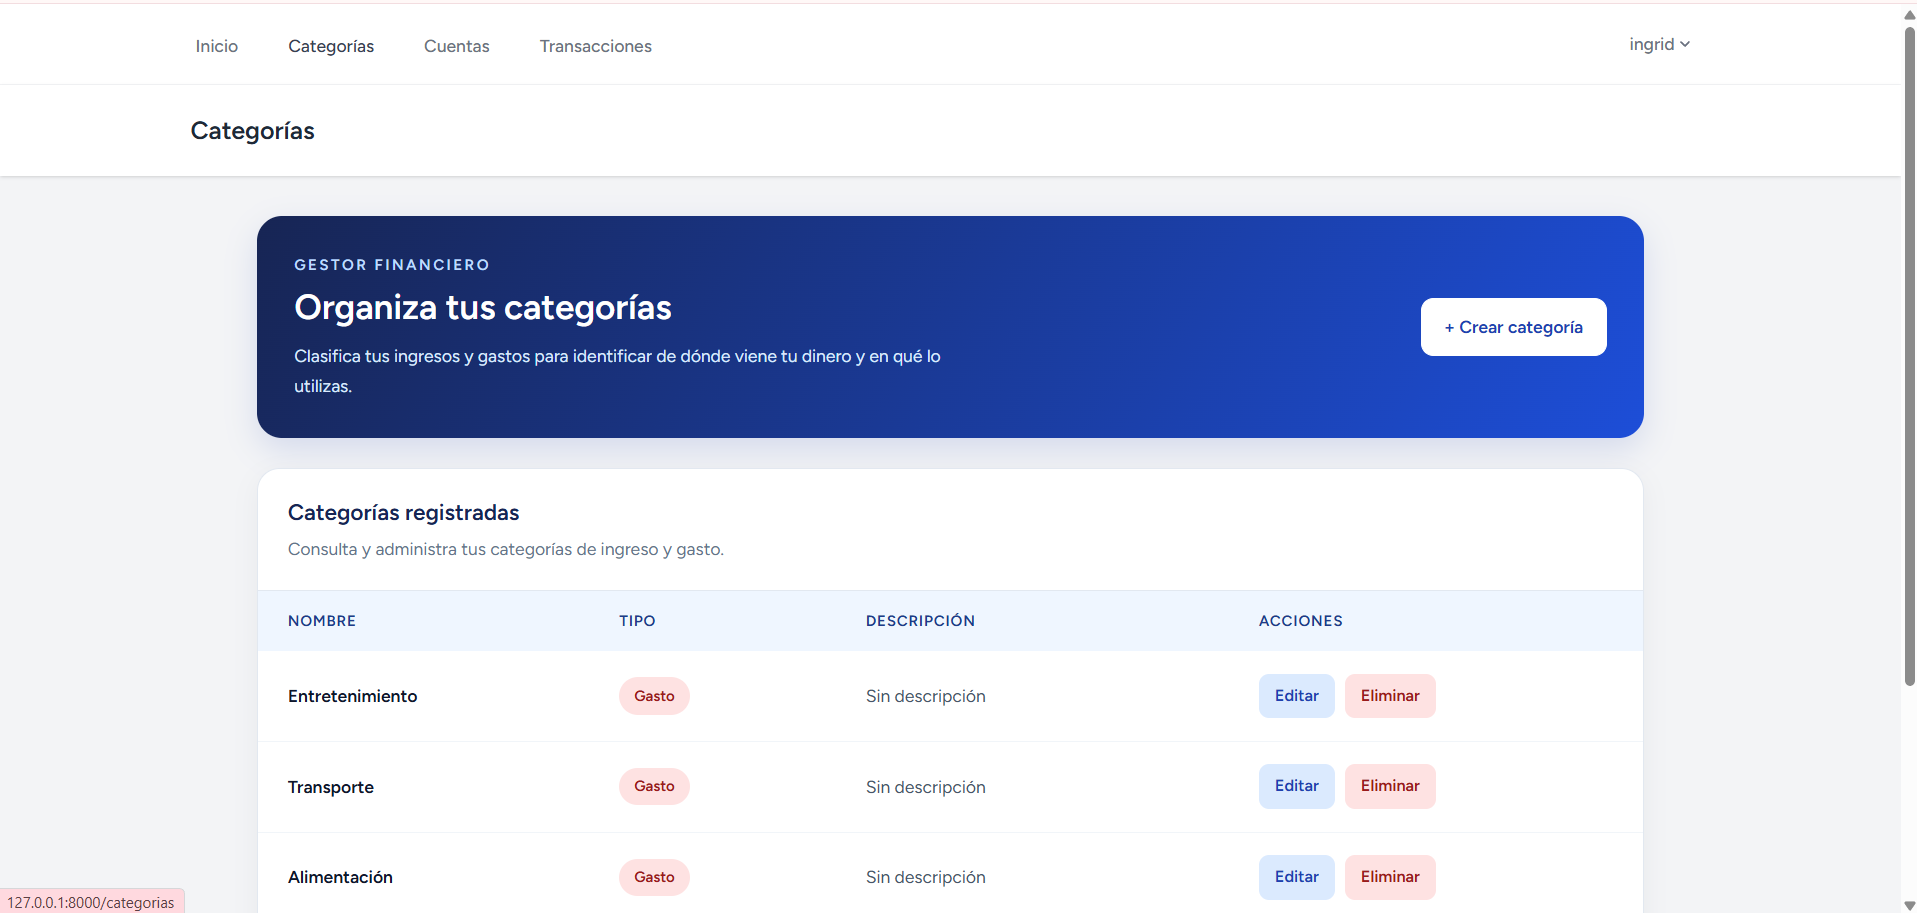 Inicio Categorías Cuentas Transacciones ingrid
Categorías
GESTOR FINANCIERO
Organiza tus categorías
Clasifica tus ingresos y gastos para identificar de dónde viene tu dinero y en qué lo
utilizas.
+ Crear categoría
Categorías registradas
Consulta y administra tus categorías de ingreso y gasto.
NOMBRE TIPO DESCRIPCIÓN ACCIONES
Entretenimiento Gasto Sin descripción Editar Eliminar
Transporte Gasto Sin descripción Editar Eliminar
Alimentación Gasto Sin descripción Editar Eliminar
127.0.0.1:8000/categorias